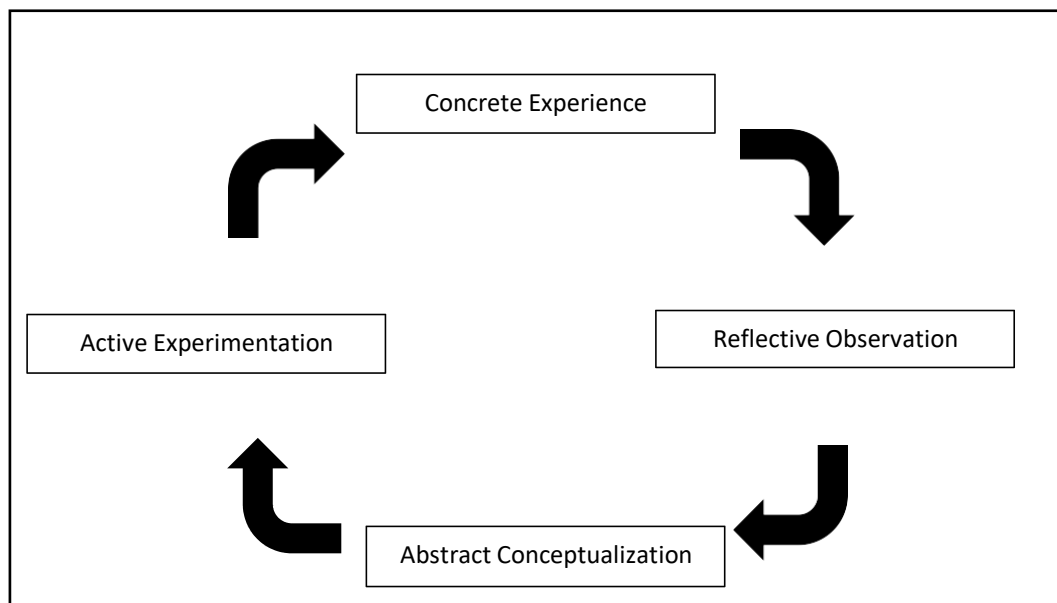 Concrete Experience
Active Experimentation
Reflective Observation
Abstract Conceptualization